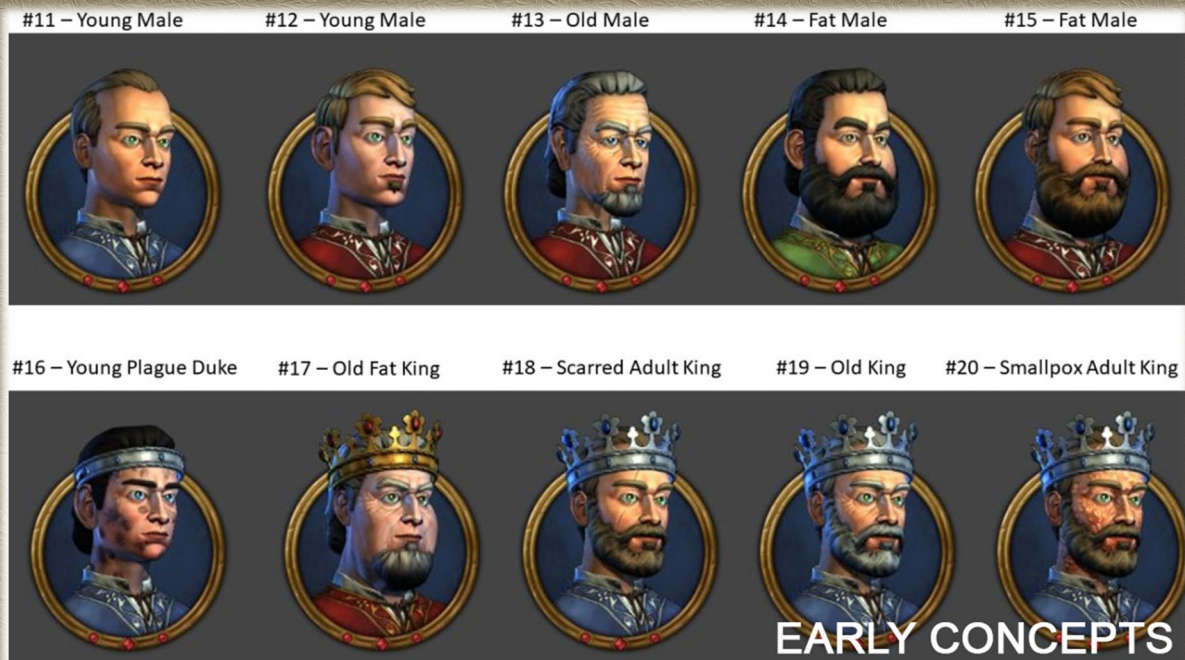 #11 – Young Male
#12 – Young Male
#13 – Old Male
#14 – Fat Male
#15 – Fat Male
#16 – Young Plague Duke
#17 – Old Fat King
#18 – Scarred Adult King
#19 – Old King
#20 – Smallpox Adult King
EARLY CONCEPTS